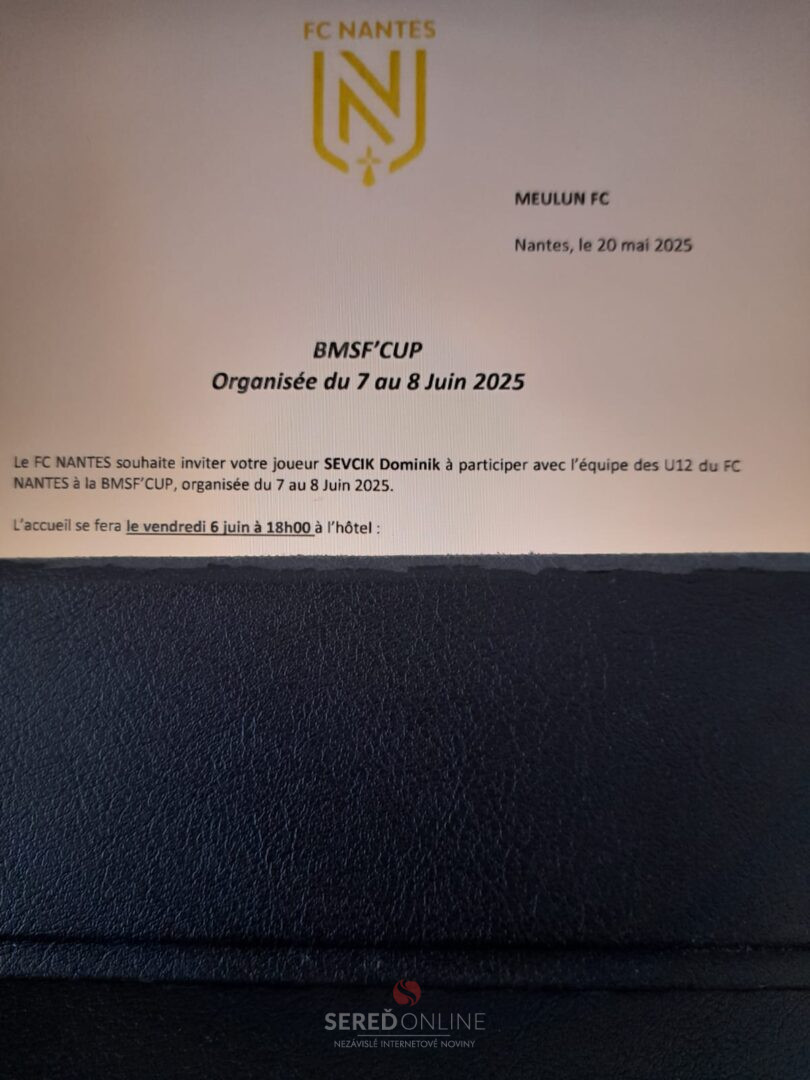 FC NANTES
MEULUN FC
Nantes, le 20 mai 2025
BMSF’CUP
Organisée du 7 au 8 Juin 2025
Le FC NANTES souhaite inviter votre joueur SEVCIK Dominik à participer avec l’équipe des U12 du FC
NANTES à la BMSF’CUP, organisée du 7 au 8 Juin 2025.
L’accueil se fera le vendredi 6 juin à 18h00 à l’hôtel :
SEREĎONLINE
NEZÁVISLÉ INTERNETOVÉ NOVINY